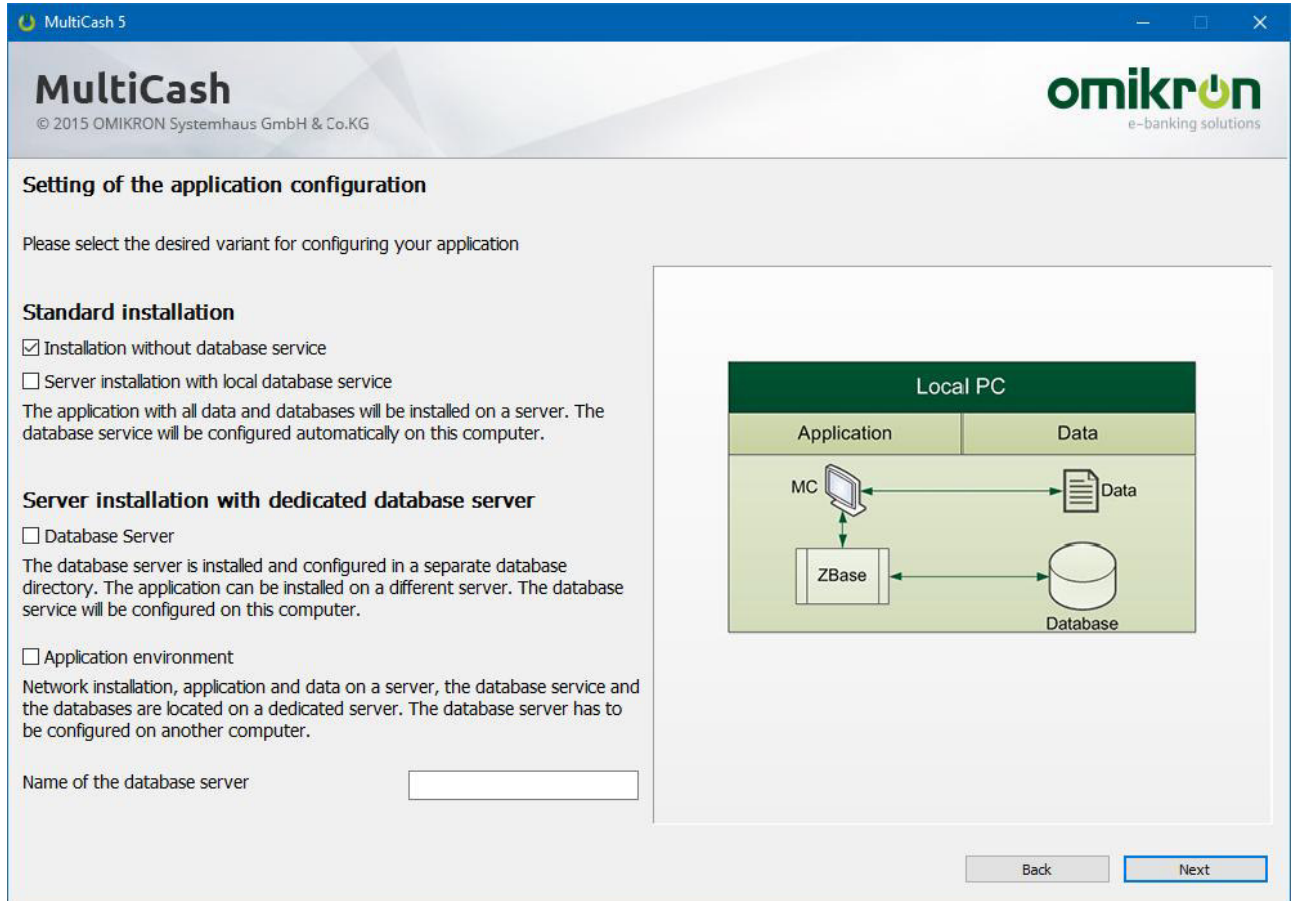 MultiCash 5
MultiCash
© 2015 OMIKRON Systemhaus GmbH & Co.KG
omikron
e-banking solutions
Setting of the application configuration
Please select the desired variant for configuring your application
Standard installation
Installation without database service
Server installation with local database service
The application with all data and databases will be installed on a server. The
database service will be configured automatically on this computer.
Server installation with dedicated database server
Database Server
The database server is installed and configured in a separate database
directory. The application can be installed on a different server. The database
service will be configured on this computer.
Application environment
Network installation, application and data on a server, the database service and
the databases are located on a dedicated server. The database server has to
be configured on another computer.
Name of the database server
Local PC
Application Data
MC Data
ZBase
Database
Back Next